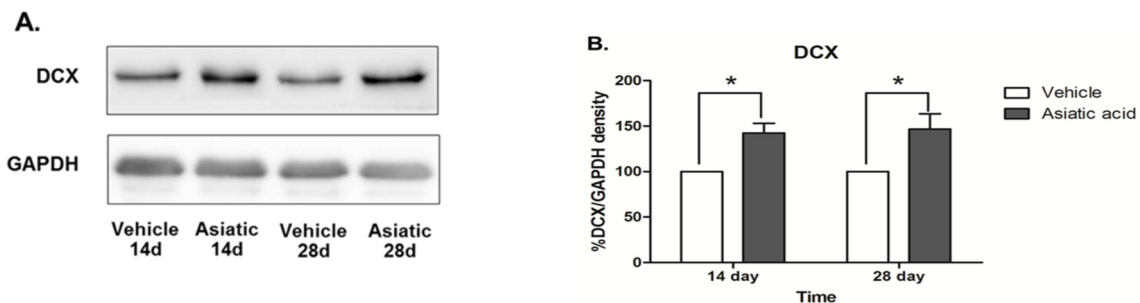 A.
DCX
GAPDH
Vehicle 14d
Asiatic 14d
Vehicle 28d
Asiatic 28d
B.
DCX
%DCX/GAPDH density
200
150
100
50
0
*
*
14 day
28 day
Time
Vehicle
Asiatic acid